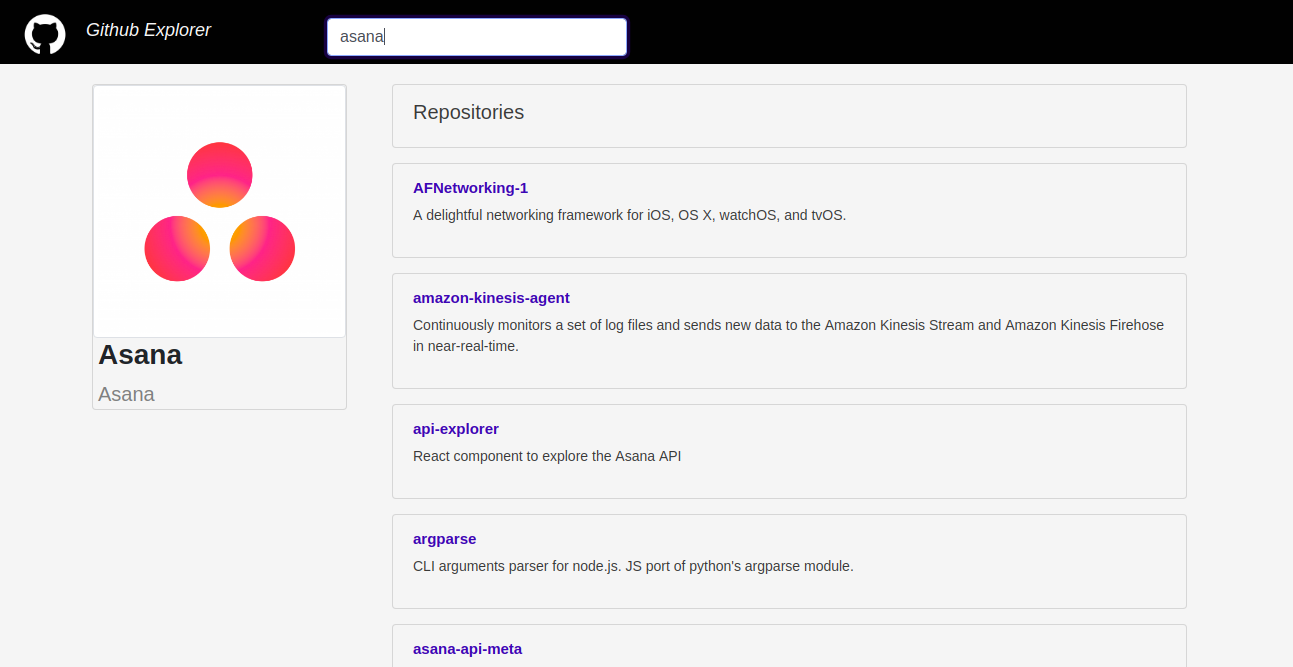 Github Explorer
asana
Asana
Asana
Repositories
AFNetworking-1
A delightful networking framework for iOS, OS X, watchOS, and tvOS.
amazon-kinesis-agent
Continuously monitors a set of log files and sends new data to the Amazon Kinesis Stream and Amazon Kinesis Firehose
in near-real-time.
api-explorer
React component to explore the Asana API
argparse
CLI arguments parser for node.js. JS port of python's argparse module.
asana-api-meta